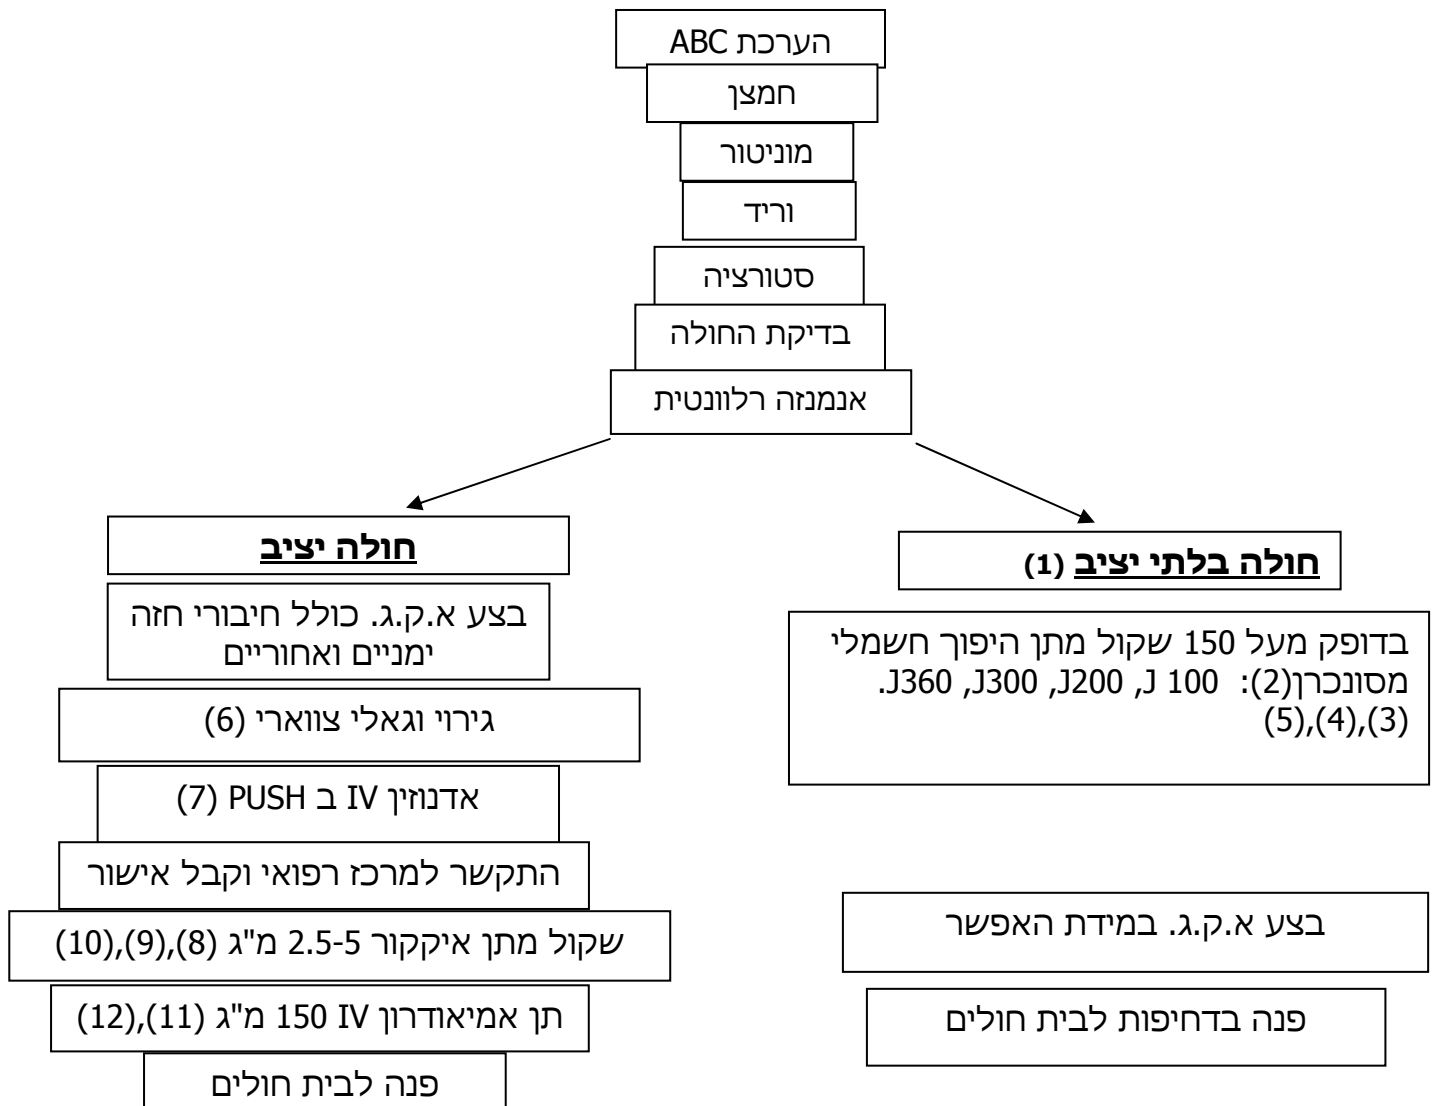 הערכת ABC
חמצן
מוניטור
וריד
סטורציה
בדיקת החולה
אנמנזה רלוונטית
חולה בלתי יציב (1)
בדופק מעל 150 שקול מתן היפוך חשמלי
מסונכרן(2): 100 J, 200J, 300J, 360J.
(3),(4),(5)
בצע א.ק.ג. במידת האפשר
פנה בדחיפות לבית חולים
חולה יציב
בצע א.ק.ג. כולל חיבורי חזה
ימניים ואחוריים
גירוי וגאלי צווארי (6)
אדנוזין IV ב PUSH (7)
התקשר למרכז רפואי וקבל אישור
שקול מתן איקקור 2.5-5 מ"ג (8),(9),(10)
תן אמיאודרון IV 150 מ"ג (11),(12)
פנה לבית חולים